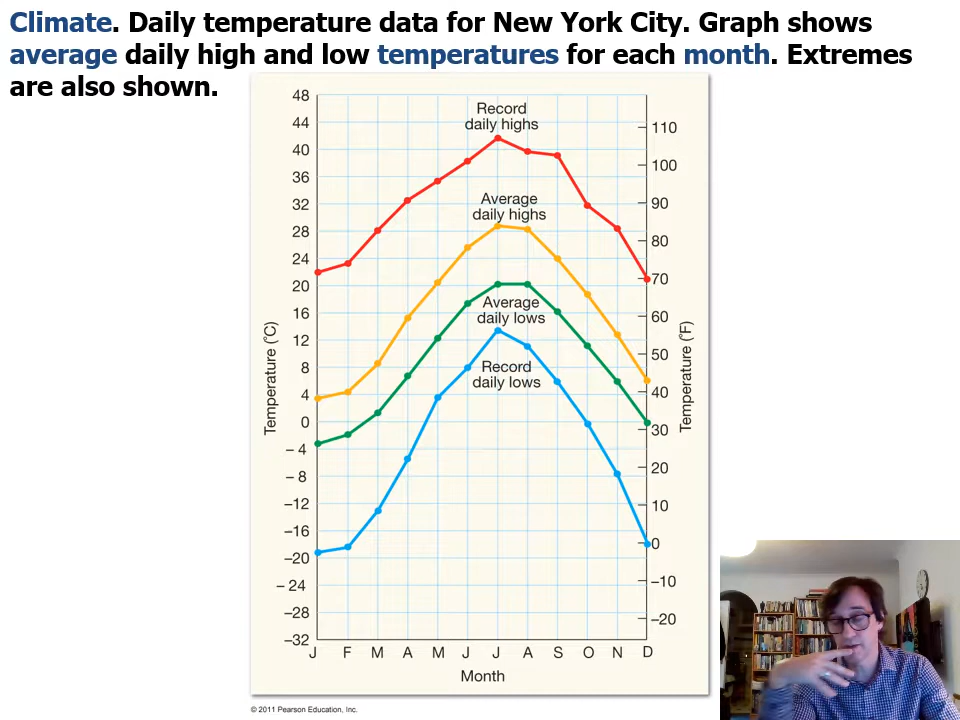 Climate. Daily temperature data for New York City. Graph shows
average daily high and low temperatures for each month. Extremes
are also shown.
48
44
40
36
32
28
24
20
16
12
8
4
0
– 4
– 8
–12
–16
–20
– 24
–28
–32
Temperature (°C)
Record
daily highs
Average
daily highs
Average
daily lows
Record
daily lows
110
100
90
80
70
60
50
40
30
20
10
0
–10
–20
Temperature (°F)
J F M A M J J A S O N D
Month
© 2011 Pearson Education, Inc.